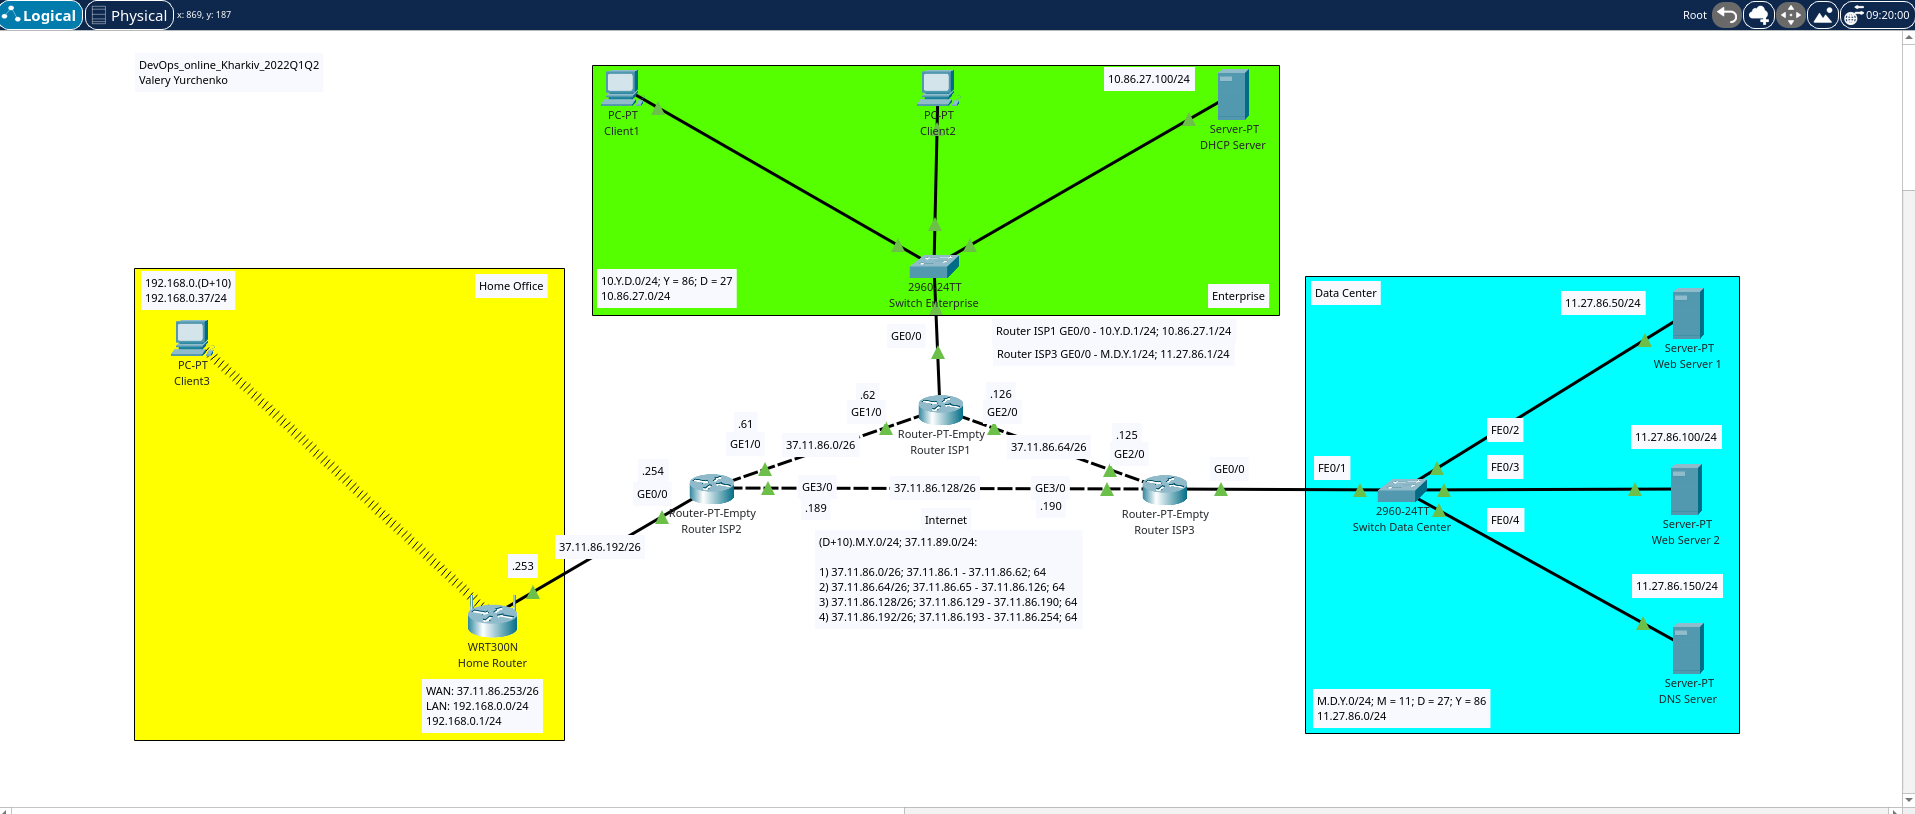 Logical
Physical
x: 869, y: 187
Root
09:20:00
DevOps_online_Kharkiv_2022Q1Q2
Valery Yurchenko
PC-PT
Client1
PC-PT
Client2
10.86.27.100/24
Server-PT
DHCP Server
10.Y.D.0/24; Y = 86; D = 27
10.86.27.0/24
2960-24TT
Switch Enterprise
Enterprise
192.168.0.(D+10)
192.168.0.37/24
Home Office
PC-PT
Client3
WRT300N
Home Router
WAN: 37.11.86.253/26
LAN: 192.168.0.0/24
192.168.0.1/24
GE0/0
Router ISP1 GE0/0 - 10.Y.D.1/24; 10.86.27.1/24
Router ISP3 GE0/0 - M.D.Y.1/24; 11.27.86.1/24
.62
GE1/0
.126
GE2/0
Router-PT-Empty
Router ISP1
.61
GE1/0
37.11.86.0/26
37.11.86.64/26
.125
GE2/0
.254
GE0/0
Router-PT-Empty
Router ISP2
GE3/0
.189
37.11.86.128/26
GE3/0
.190
Router-PT-Empty
Router ISP3
GE0/0
37.11.86.192/26
.253
Internet
(D+10).M.Y.0/24; 37.11.89.0/24:
1) 37.11.86.0/26; 37.11.86.1 - 37.11.86.62; 64
2) 37.11.86.64/26; 37.11.86.65 - 37.11.86.126; 64
3) 37.11.86.128/26; 37.11.86.129 - 37.11.86.190; 64
4) 37.11.86.192/26; 37.11.86.193 - 37.11.86.254; 64
Data Center
11.27.86.50/24
Server-PT
Web Server 1
FE0/1
FE0/2
FE0/3
FE0/4
2960-24TT
Switch Data Center
11.27.86.100/24
Server-PT
Web Server 2
11.27.86.150/24
Server-PT
DNS Server
M.D.Y.0/24; M = 11; D = 27; Y = 86
11.27.86.0/24